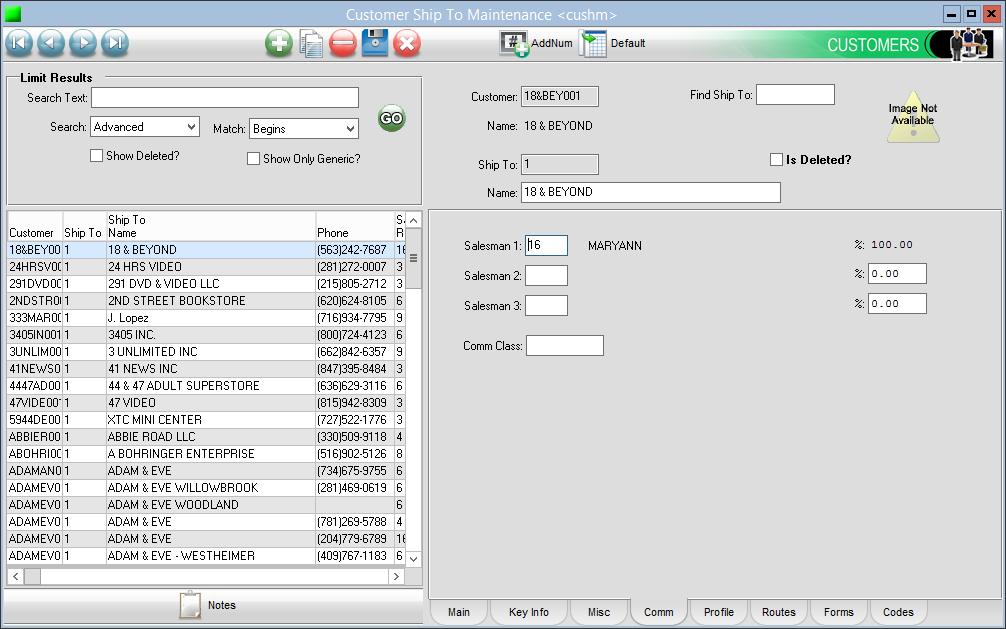 Customer Ship To Maintenance <cushm>
AddNum Default CUSTOMERS
Limit Results
Search Text:
Search: Advanced Match: Begins GO
Show Deleted? Show Only Generic?
Customer: 18&BEY001 Find Ship To:
Name: 18 & BEYOND
Image Not
Available
Ship To: 1 Is Deleted?
Name: 18 & BEYOND
Customer Ship To Ship To Name Phone
18&BEY00 1 18 & BEYOND (563)242-7687 16
24HRSV00 1 24 HRS VIDEO (281)272-0007 3
291DVD00 1 291 DVD & VIDEO LLC (215)805-2712 3
2NDSTR00 1 2ND STREET BOOKSTORE (620)624-8105 6
333MAR00 1 J. Lopez (716)934-7795 9
3405IN001 1 3405 INC. (800)724-4123 6
3UNLIM00 1 3 UNLIMITED INC (662)842-6357 9
41NEWS0 1 41 NEWS INC (847)395-8484 3
4447AD00 1 44 & 47 ADULT SUPERSTORE (636)629-3116 6
47VIDE00 1 47 VIDEO (815)942-8309 3
5944DE00 1 XTC MINI CENTER (727)522-1776 3
ABBIER00 1 ABBIE ROAD LLC (330)509-9118 4
ABOHRI00 1 A BOHRINGER ENTERPRISE (516)902-5126 8
ADAMAN0 1 ADAM & EVE (734)675-9755 6
ADAMEV0 1 ADAM & EVE WILLOWBROOK (281)469-0619 6
ADAMEV0 1 ADAM & EVE WOODLAND 6
ADAMEV0 1 ADAM & EVE (781)269-5788 4
ADAMEV0 1 ADAM & EVE (204)779-6789 16
ADAMEV0 1 ADAM & EVE - WESTHEIMER (409)767-1183 6
Notes
Salesman 1: 16 MARYANN %: 100.00
Salesman 2: %: 0.00
Salesman 3: %: 0.00
Comm Class:
Main Key Info Misc Comm Profile Routes Forms Codes